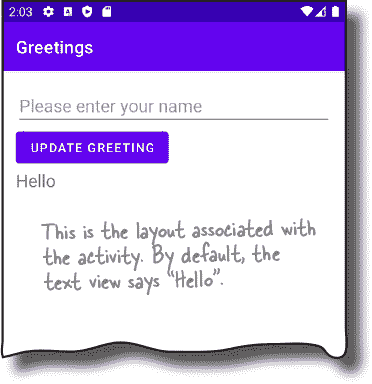 2:03
Greetings
Please enter your name
UPDATE GREETING
Hello
This is the layout associated with
the activity. By default, the
text view says “Hello”.